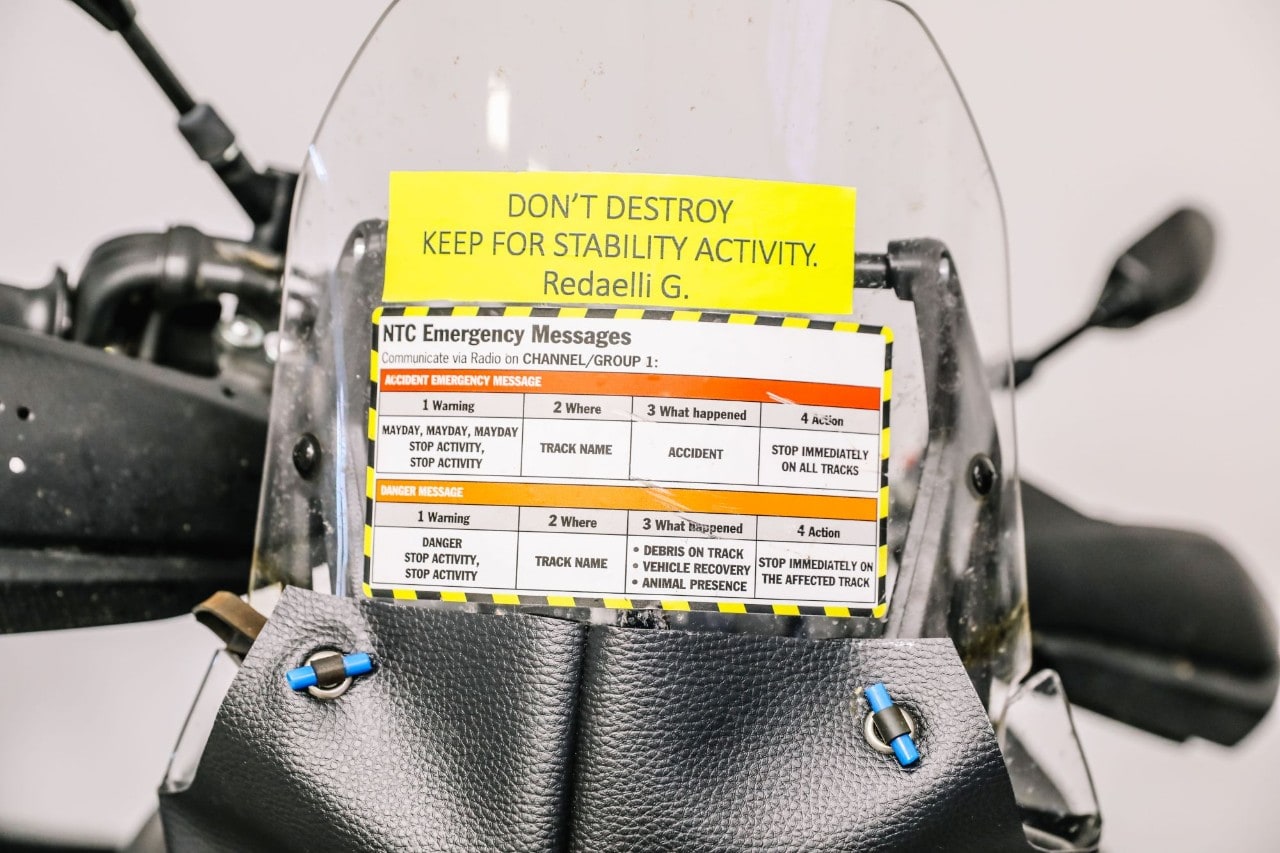 DON'T DESTROY
KEEP FOR STABILITY ACTIVITY.
Redaelli G.
NTC Emergency Messages
Communicate via Radio on CHANNEL/GROUP 1:
ACCIDENT EMERGENCY MESSAGE
1 Warning
2 Where
3 What happened
4 Action
MAYDAY, MAYDAY, MAYDAY
STOP ACTIVITY,
STOP ACTIVITY
TRACK NAME
ACCIDENT
STOP IMMEDIATELY
ON ALL TRACKS
DANGER MESSAGE
1 Warning
2 Where
3 What happened
4 Action
DANGER
STOP ACTIVITY,
STOP ACTIVITY
TRACK NAME
• DEBRIS ON TRACK
• VEHICLE RECOVERY
• ANIMAL PRESENCE
STOP IMMEDIATELY ON
THE AFFECTED TRACK